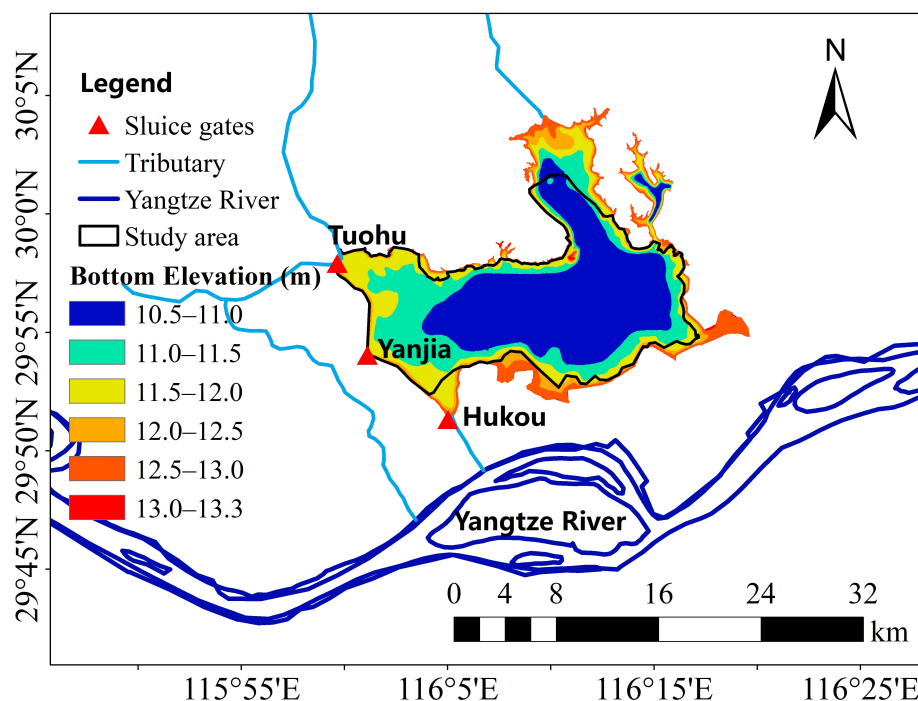 N
Legend
Sluice gates
Tributary
Yangtze River
Study area
Bottom Elevation (m)
10.5–11.0
11.0–11.5
11.5–12.0
12.0–12.5
12.5–13.0
13.0–13.3
Tuohu
Yanjia
Hukou
Yangtze River
0 4 8 16 24 32
km
30°5'N
30°0'N
29°55'N
29°50'N
29°45'N
115°55'E 116°5'E 116°15'E 116°25'E